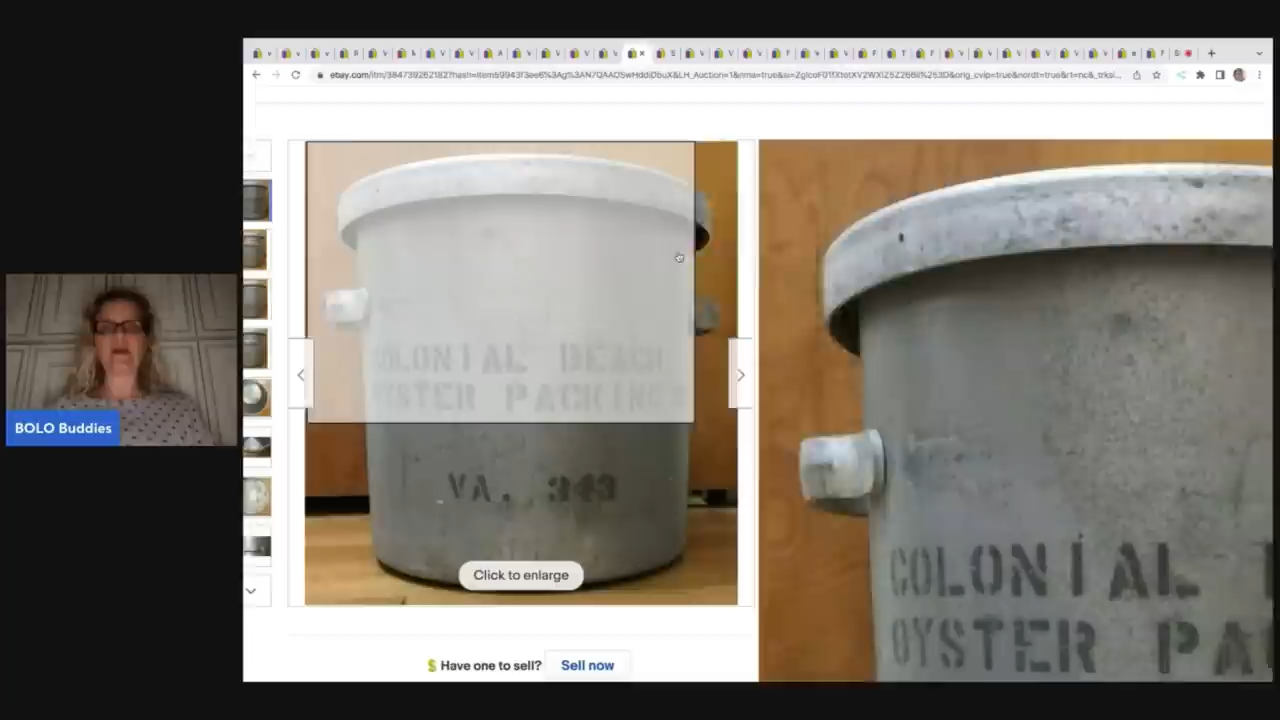 COLONIAL BEACH
OYSTER PACKING
VA. 343
Click to enlarge
COLONIAL
OYSTER PA
Have one to sell?
Sell now
BOLO Buddies